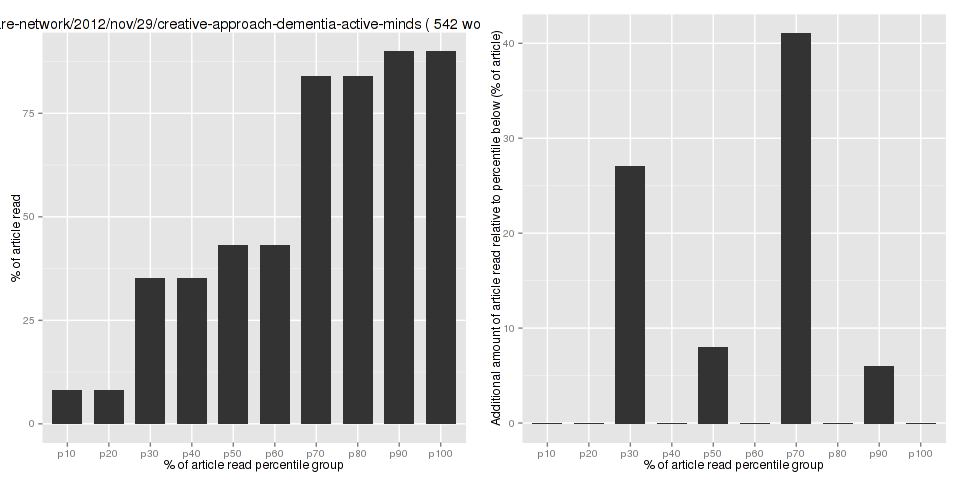 re-network/2012/nov/29/creative-approach-dementia-active-minds ( 542 wo
% of article read
75
50
25
0
p10 p20 p30 p40 p50 p60 p70 p80 p90 p100
% of article read percentile group
Additional amount of article read relative to percentile below (% of article)
40
30
20
10
0
p10 p20 p30 p40 p50 p60 p70 p80 p90 p100
% of article read percentile group